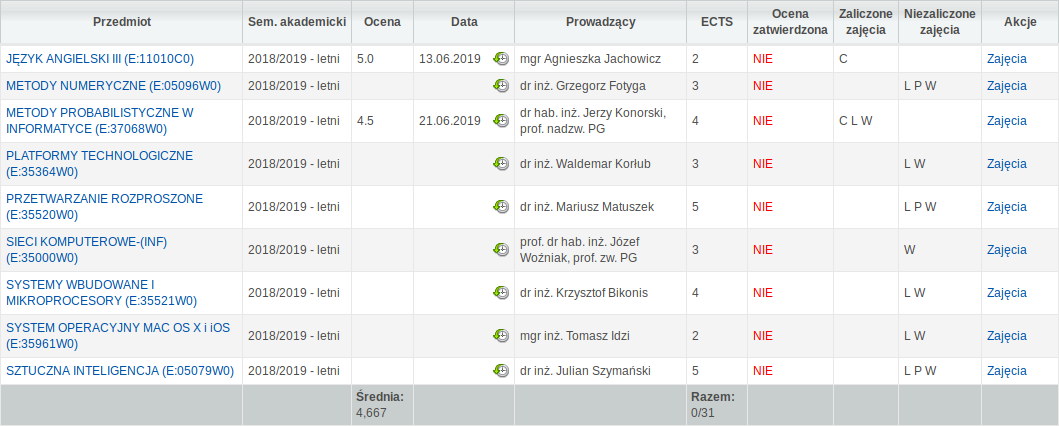 Przedmiot Sem. akademicki Ocena Data Prowadzący ECTS Ocena zatwierdzona Zaliczone zajęcia Niezaliczone zajęcia Akcje
JĘZYK ANGIELSKI III (E:11010C0) 2018/2019 - letni 5.0 13.06.2019 mgr Agnieszka Jachowicz 2 NIE C Zajęcia
METODY NUMERYCZNE (E:05096W0) 2018/2019 - letni dr inż. Grzegorz Fotyga 3 NIE L P W Zajęcia
METODY PROBABILISTYCZNE W
INFORMATYCE (E:37068W0) 2018/2019 - letni 4.5 21.06.2019 dr hab. inż. Jerzy Konorski,
prof. nadzw. PG 4 NIE C L W Zajęcia
PLATFORMY TECHNOLOGICZNE
(E:35364W0) 2018/2019 - letni dr inż. Waldemar Korłub 3 NIE L W Zajęcia
PRZETWARZANIE ROZPROSZONE
(E:35520W0) 2018/2019 - letni dr inż. Mariusz Matuszek 5 NIE L P W Zajęcia
SIECI KOMPUTEROWE-(INF)
(E:35000W0) 2018/2019 - letni prof. dr hab. inż. Józef
Woźniak, prof. zw. PG 3 NIE W Zajęcia
SYSTEMY WBUDOWANE I
MIKROPROCESORY (E:35521W0) 2018/2019 - letni dr inż. Krzysztof Bikonis 4 NIE L W Zajęcia
SYSTEM OPERACYJNY MAC OS X i iOS
(E:35961W0) 2018/2019 - letni mgr inż. Tomasz Idzi 2 NIE L W Zajęcia
SZTUCZNA INTELIGENCJA (E:05079W0) 2018/2019 - letni dr inż. Julian Szymański 5 NIE L P W Zajęcia
Średnia: Razem:
4,667 0/31